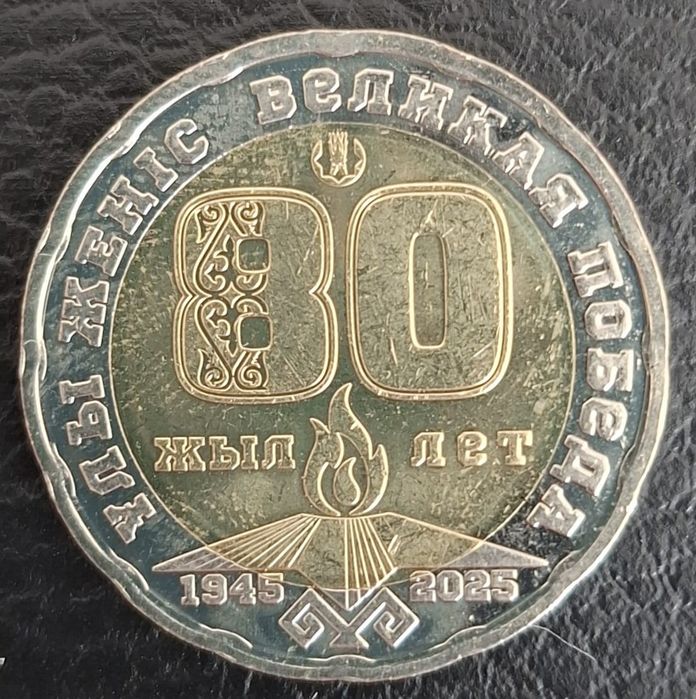 ҰЛЫ ЖЕҢІС ВЕЛИКАЯ ПОБЕДА
80
ЖЫЛ ЛЕТ
1945 2025